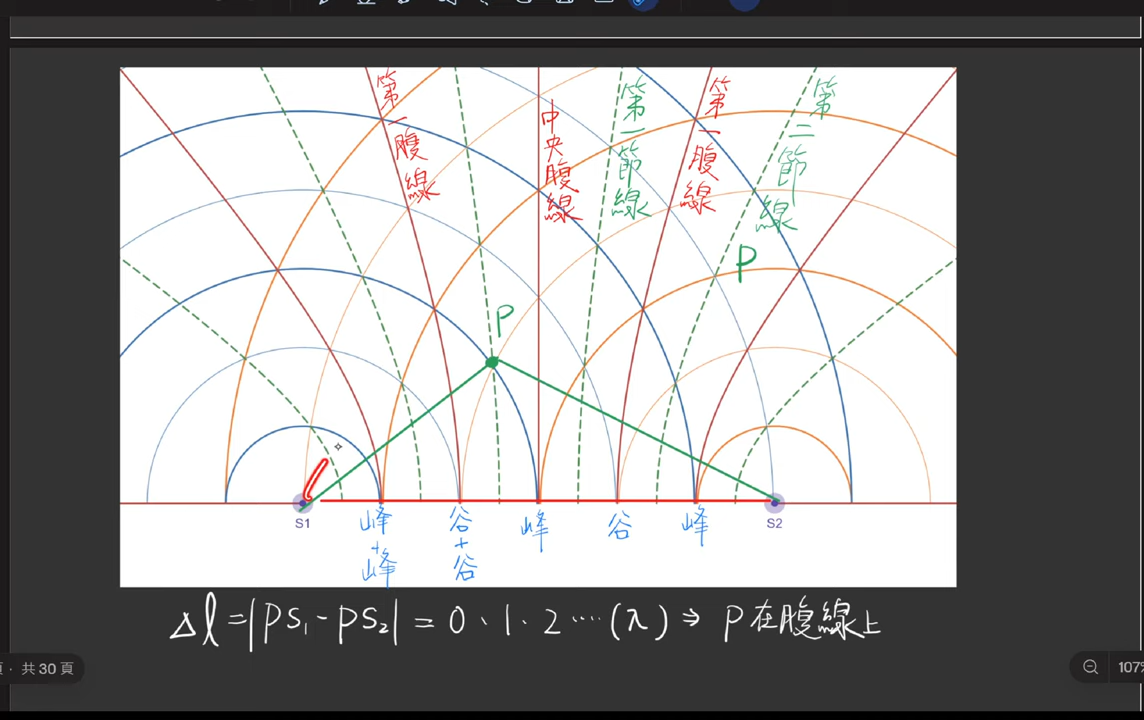 第一腹線
中央腹線
第一節線
第一腹線
第二節線
P
P
S1
S2
峰+峰
谷+谷
峰
谷
峰
Δl=|PS₁-PS₂|=0、1、2……(λ)⇒P在腹線上
頁 · 共 30 頁
107%